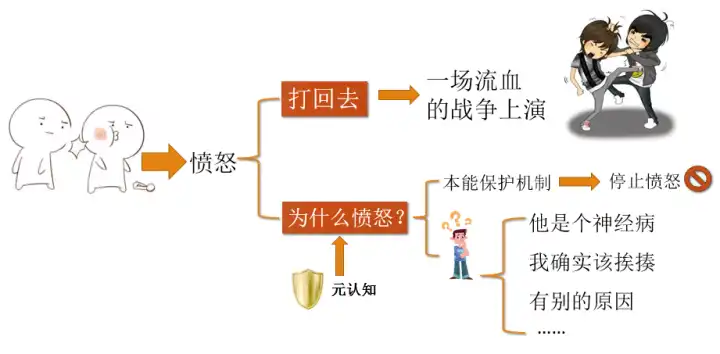 打回去
一场流血
的战争上演
愤怒
为什么愤怒？
本能保护机制
停止愤怒
他是个神经病
我确实该挨揍
有别的原因
……
元认知